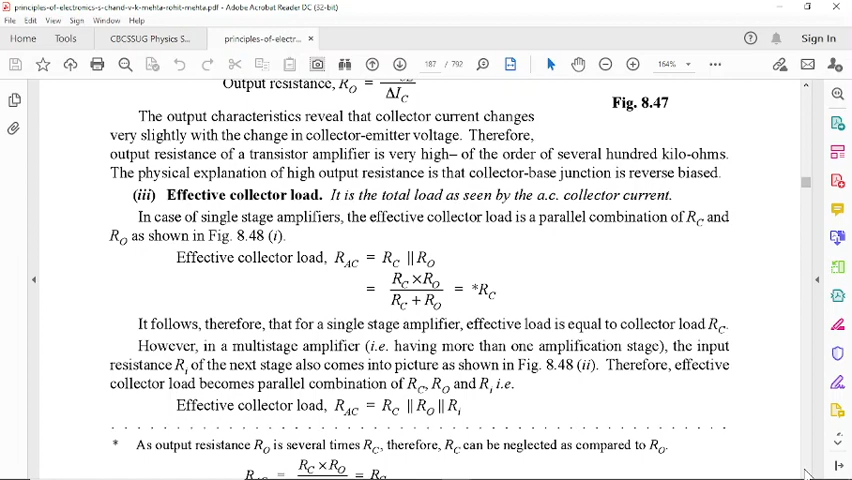 principles-of-electronics-s-chand-v-k-mehta-rohit-mehta.pdf - Adobe Acrobat Reader DC (32-bit)
File Edit View Sign Window Help
Home Tools CBCSSUG Physics S... principles-of-electr... × Sign In
187 / 792 164%
Output resistance, R_O =
ΔI_C
Fig. 8.47
The output characteristics reveal that collector current changes
very slightly with the change in collector-emitter voltage. Therefore,
output resistance of a transistor amplifier is very high– of the order of several hundred kilo-ohms.
The physical explanation of high output resistance is that collector-base junction is reverse biased.
(iii) Effective collector load. It is the total load as seen by the a.c. collector current.
In case of single stage amplifiers, the effective collector load is a parallel combination of R_C and
R_O as shown in Fig. 8.48 (i).
Effective collector load, R_AC = R_C || R_O
= R_C × R_O / R_C + R_O = *R_C
It follows, therefore, that for a single stage amplifier, effective load is equal to collector load R_C.
However, in a multistage amplifier (i.e. having more than one amplification stage), the input
resistance R_i of the next stage also comes into picture as shown in Fig. 8.48 (ii). Therefore, effective
collector load becomes parallel combination of R_C, R_O and R_i i.e.
Effective collector load, R_AC = R_C || R_O || R_i
* As output resistance R_O is several times R_C, therefore, R_C can be neglected as compared to R_O.
R_AC = R_C × R_O = R_C